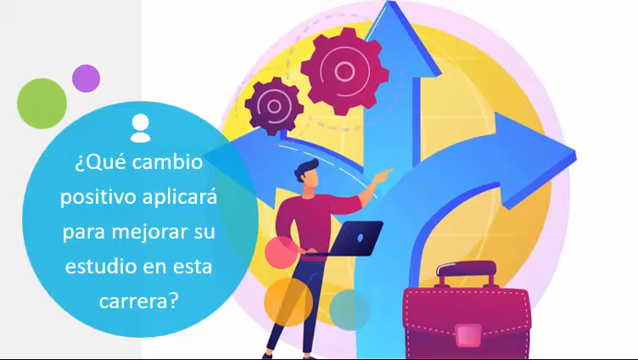 ¿Qué cambio
positivo aplicará
para mejorar su
estudio en esta
carrera?